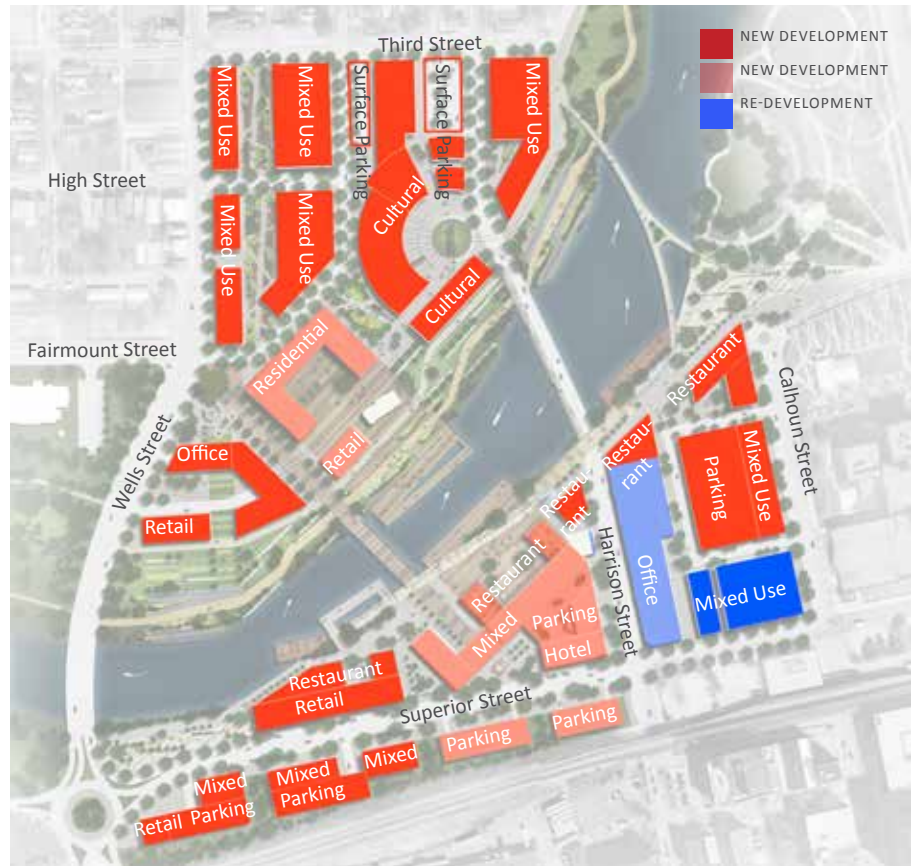 Third Street
NEW DEVELOPMENT
NEW DEVELOPMENT
RE-DEVELOPMENT
Mixed Use
Mixed Use
Surface Parking
Surface Parking
Mixed Use
High Street
Mixed Use
Mixed Use
Cultural
Cultural
Fairmount Street
Residential
Restaurant
Calhoun Street
Wells Street
Office
Retail
Retail
Restau-
rant
Restau-
rant
Parking
Mixed Use
Harrison Street
Office
Mixed Use
Restaurant
Mixed
Parking
Hotel
Restaurant
Retail
Superior Street
Parking
Parking
Mixed
Mixed
Parking
Mixed
Retail Parking